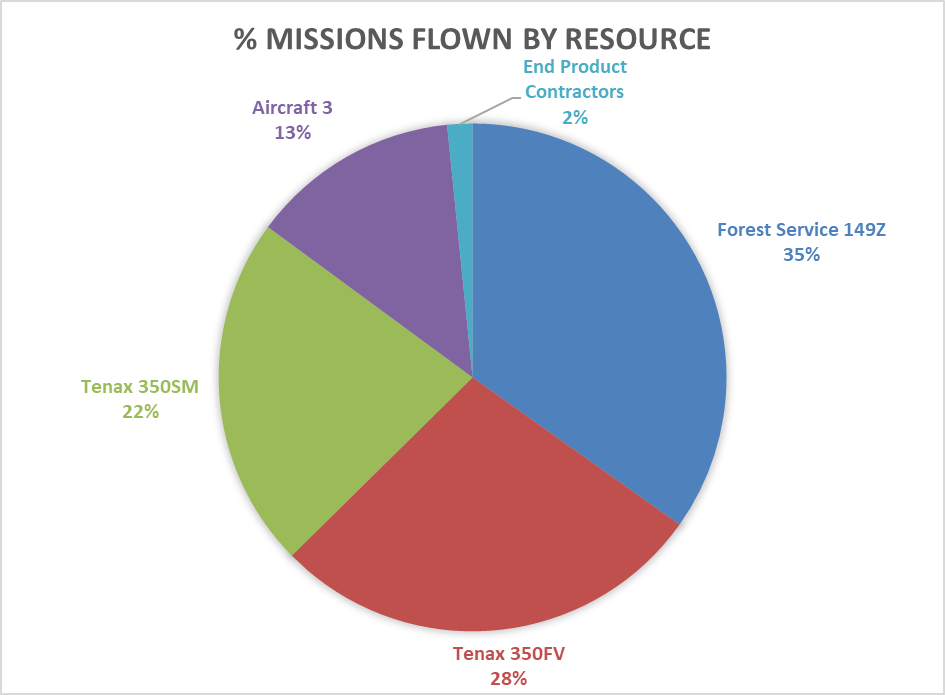 % MISSIONS FLOWN BY RESOURCE
End Product
Contractors
2%
Aircraft 3
13%
Forest Service 149Z
35%
Tenax 350SM
22%
Tenax 350FV
28%